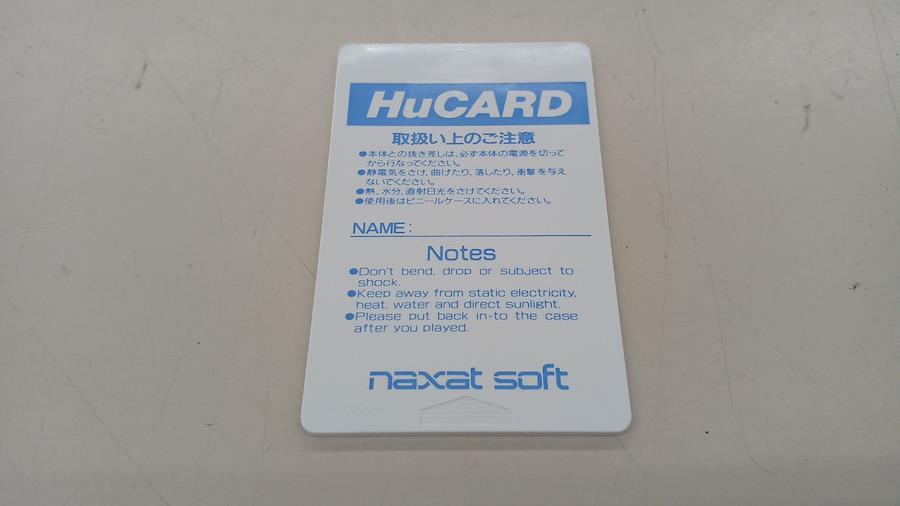 HuCARD
取扱い上のご注意
●本体との抜き差しは、必ず本体の電源を切って
から行なってください。
●静電気をさけ、曲げたり、落したり、衝撃を与え
ないでください。
●熱、水分、直射日光をさけてください。
●使用後はビニールケースに入れてください。
NAME:
Notes
●Don't bend, drop or subject to
shock.
●Keep away from static electricity,
heat, water and direct sunlight.
●Please put back in-to the case
after you played.
naxat soft